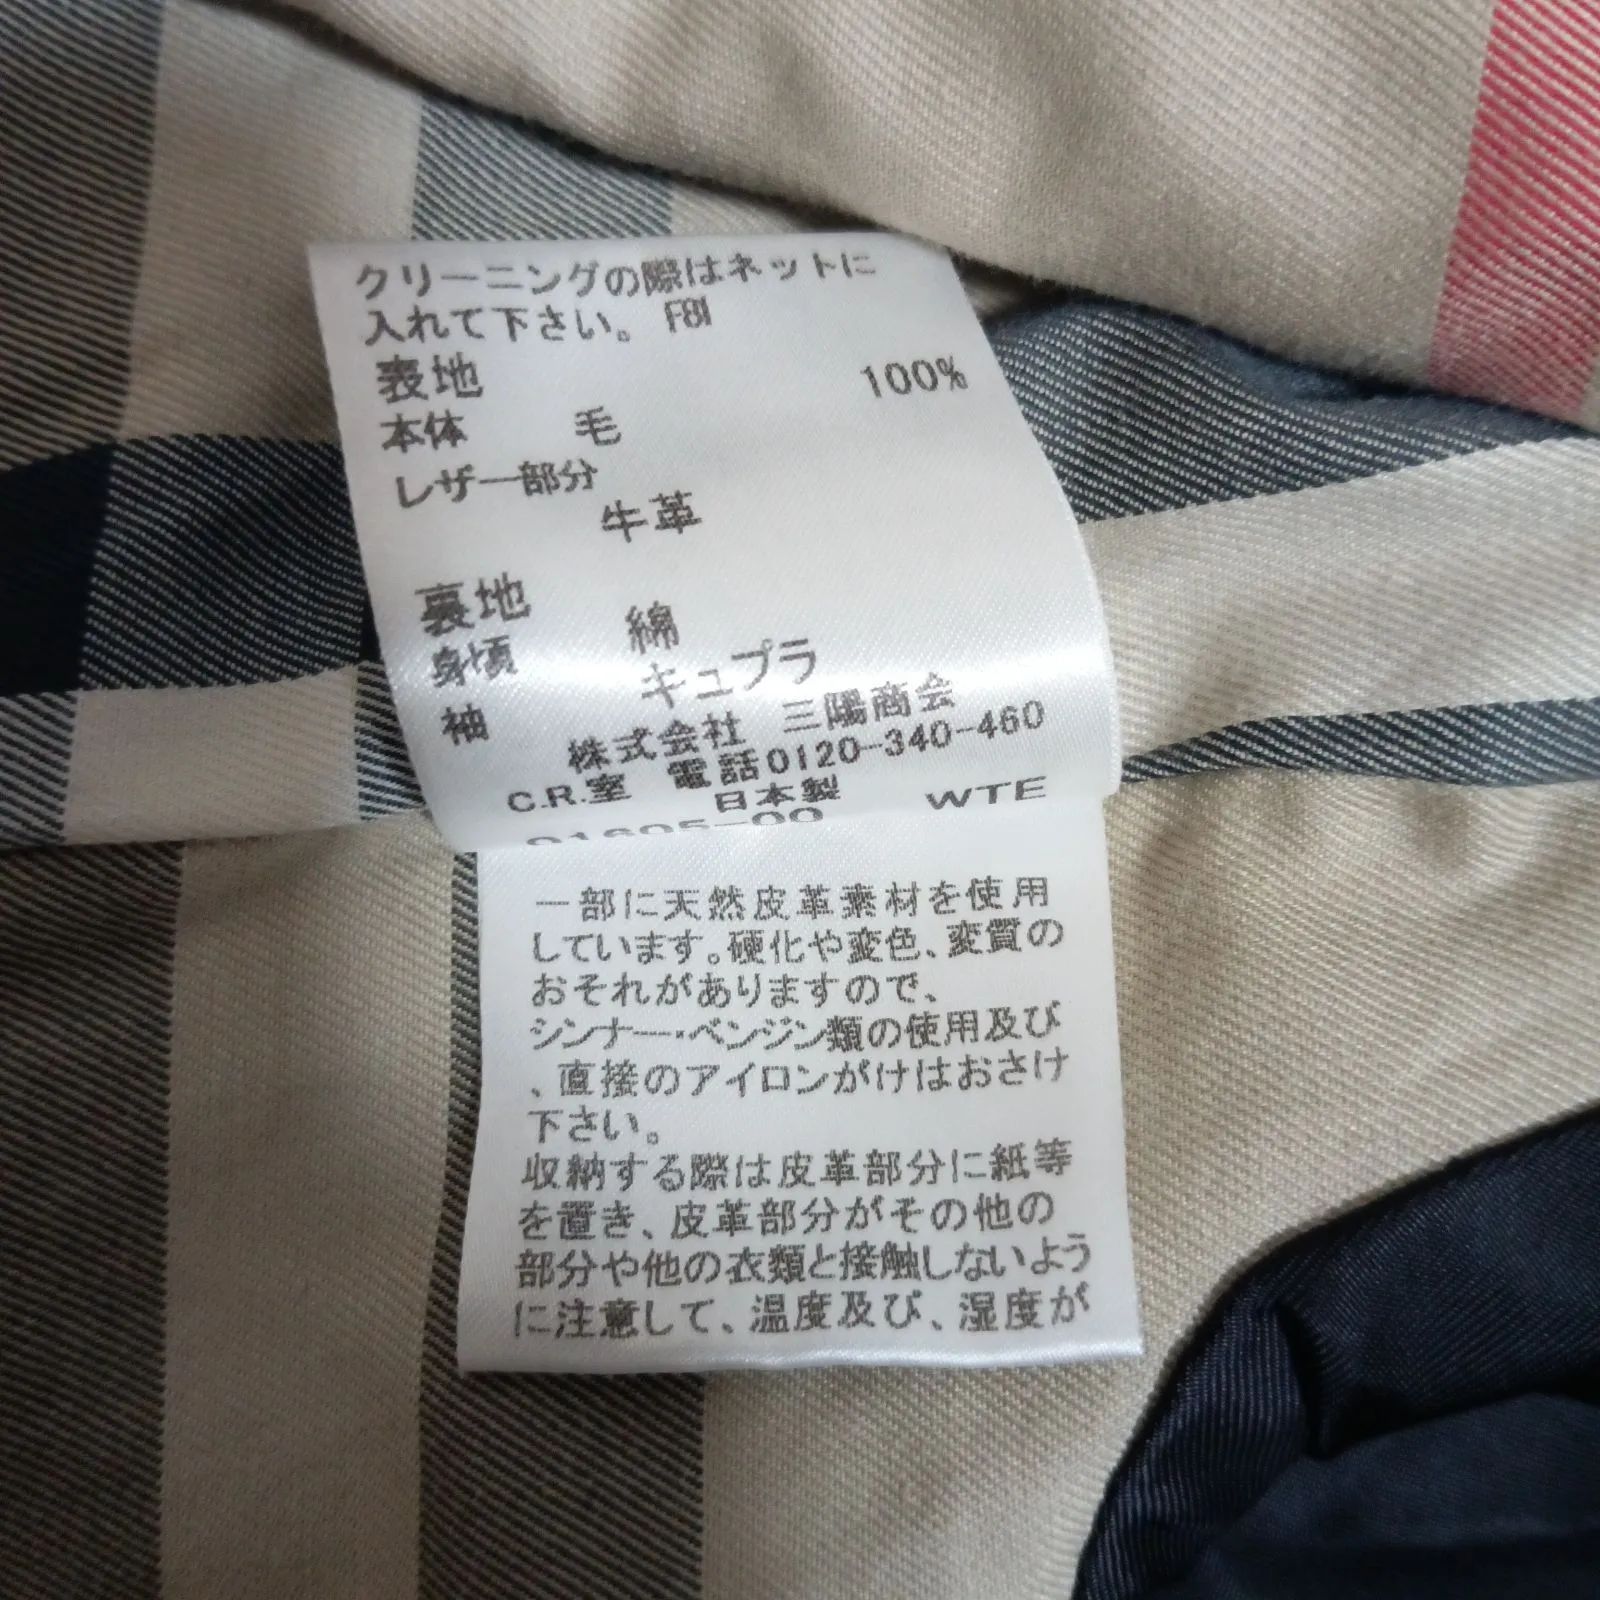 クリーニングの際はネットに
入れて下さい。 F8I
表地
本体 毛 100%
レザー部分
牛革
裏地
身頃 綿
袖 キュプラ
株式会社 三陽商会
C.R.室 電話0120-340-460
日本製 WTE
一部に天然皮革素材を使用
しています。硬化や変色、変質の
おそれがありますので、
シンナー・ベンジン類の使用及び
、直接のアイロンがけはおさけ
下さい。
収納する際は皮革部分に紙等
を置き、皮革部分がその他の
部分や他の衣類と接触しないよう
に注意して、温度及び、湿度が